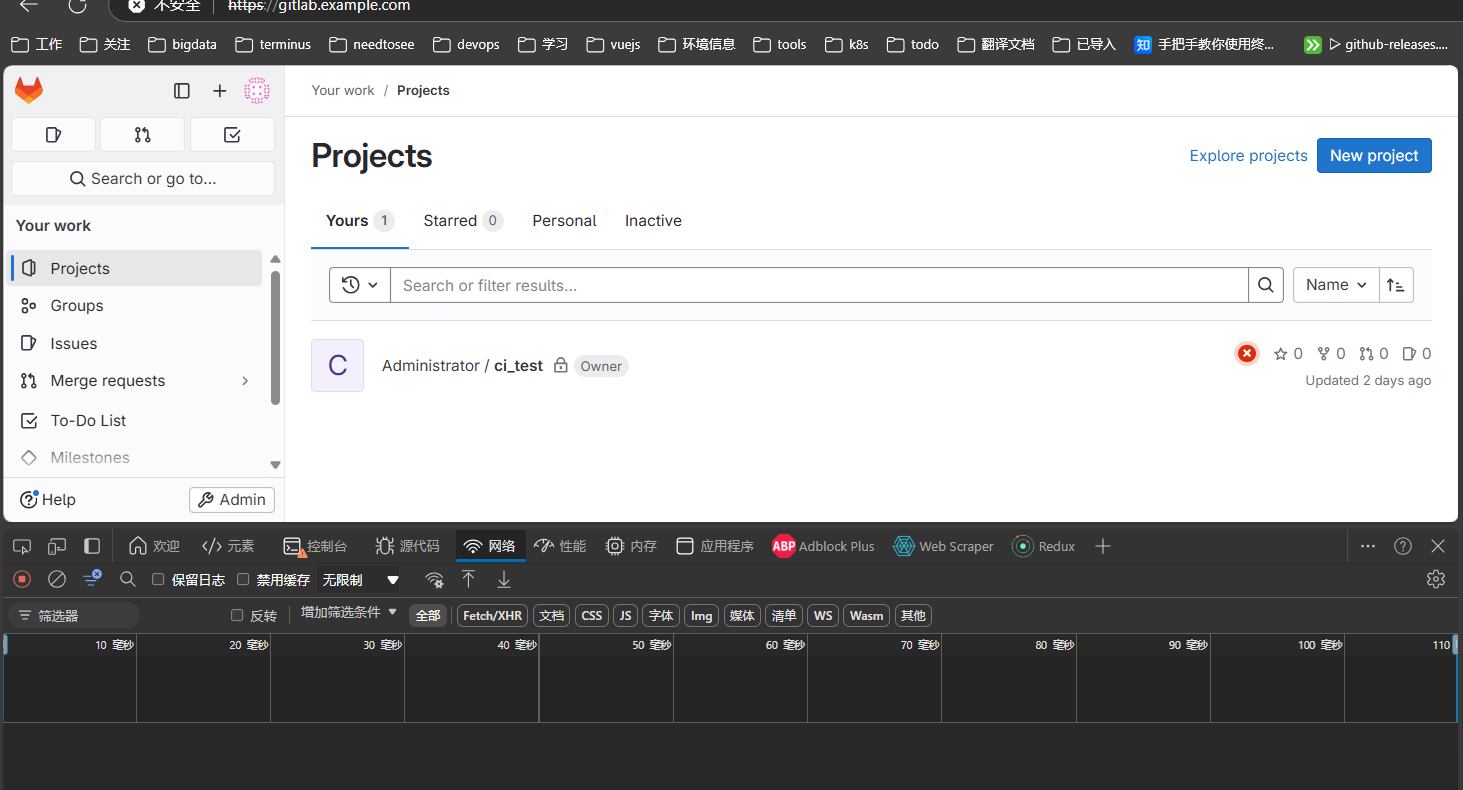 不安全 https://gitlab.example.com
工作 关注 bigdata terminus needtosee devops 学习 vuejs 环境信息 tools k8s todo 翻译文档 已导入 知 手把手教你使用终... ▷ github-releases....
Your work / Projects
Projects
Explore projects New project
Search or go to...
Your work
Yours 1 Starred 0 Personal Inactive
Projects
Groups
Issues
Merge requests
To-Do List
Milestones
Help Admin
Search or filter results... Name
C Administrator / ci_test Owner 0 0 0 0
Updated 2 days ago
欢迎 元素 控制台 源代码 网络 性能 内存 应用程序 ABP Adblock Plus Web Scraper Redux
保留日志 禁用缓存 无限制
筛选器 反转 增加筛选条件 全部 Fetch/XHR 文档 CSS JS 字体 Img 媒体 清单 WS Wasm 其他
10 毫秒 20 毫秒 30 毫秒 40 毫秒 50 毫秒 60 毫秒 70 毫秒 80 毫秒 90 毫秒 100 毫秒 110